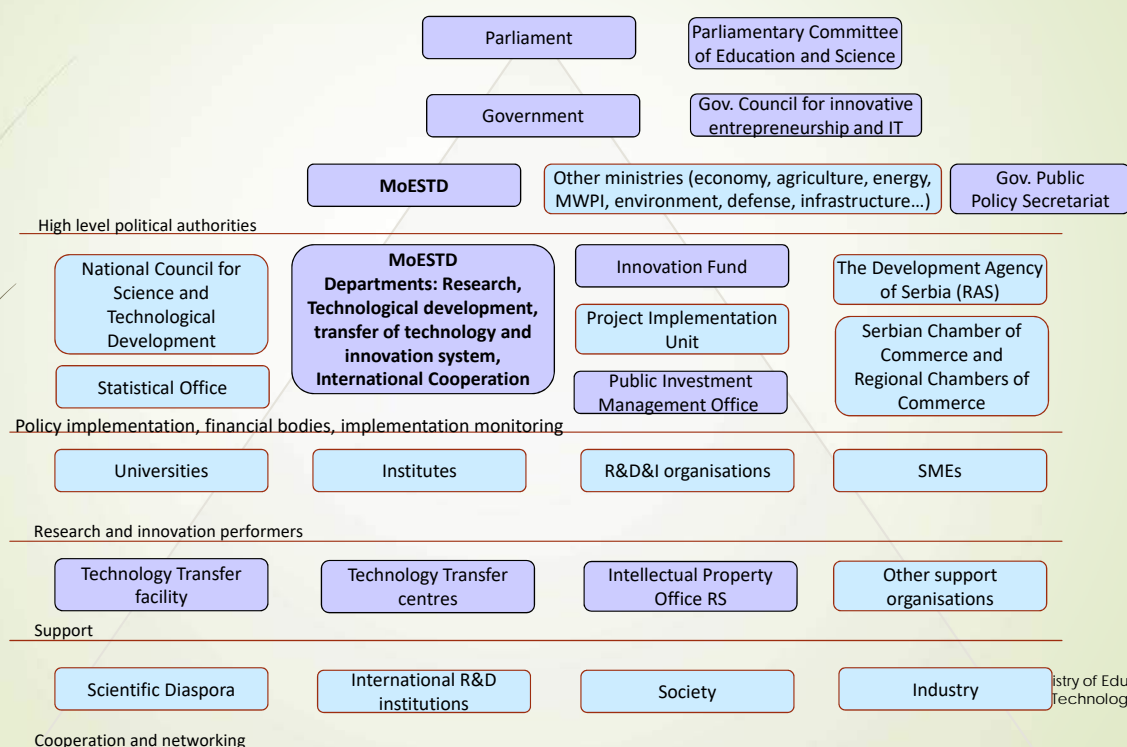 Parliament
Parliamentary Committee
of Education and Science
Government
Gov. Council for innovative
entrepreneurship and IT
MoESTD
Other ministries (economy, agriculture, energy,
MWPI, environment, defense, infrastructure...)
Gov. Public
Policy Secretariat
High level political authorities
National Council for
Science and
Technological
Development
MoESTD
Departments: Research,
Technological development,
transfer of technology and
innovation system,
International Cooperation
Innovation Fund
The Development Agency
of Serbia (RAS)
Project Implementation
Unit
Serbian Chamber of
Commerce and
Regional Chambers of
Commerce
Statistical Office
Public Investment
Management Office
Policy implementation, financial bodies, implementation monitoring
Universities
Institutes
R&D&I organisations
SMEs
Research and innovation performers
Technology Transfer
facility
Technology Transfer
centres
Intellectual Property
Office RS
Other support
organisations
Support
Scientific Diaspora
International R&D
institutions
Society
Industry
istry of Edu
Technolog
Cooperation and networking